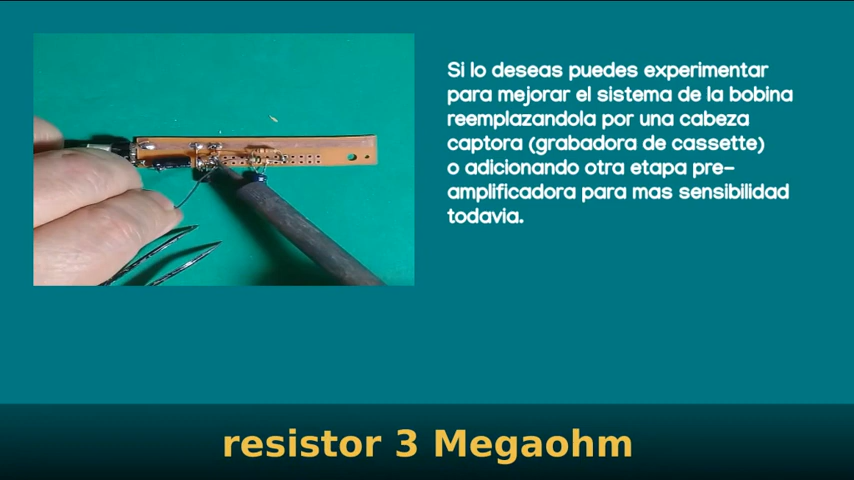 Si lo deseas puedes experimentar
para mejorar el sistema de la bobina
reemplazandola por una cabeza
captora (grabadora de cassette)
o adicionando otra etapa pre-
amplificadora para mas sensibilidad
todavia.
resistor 3 Megaohm